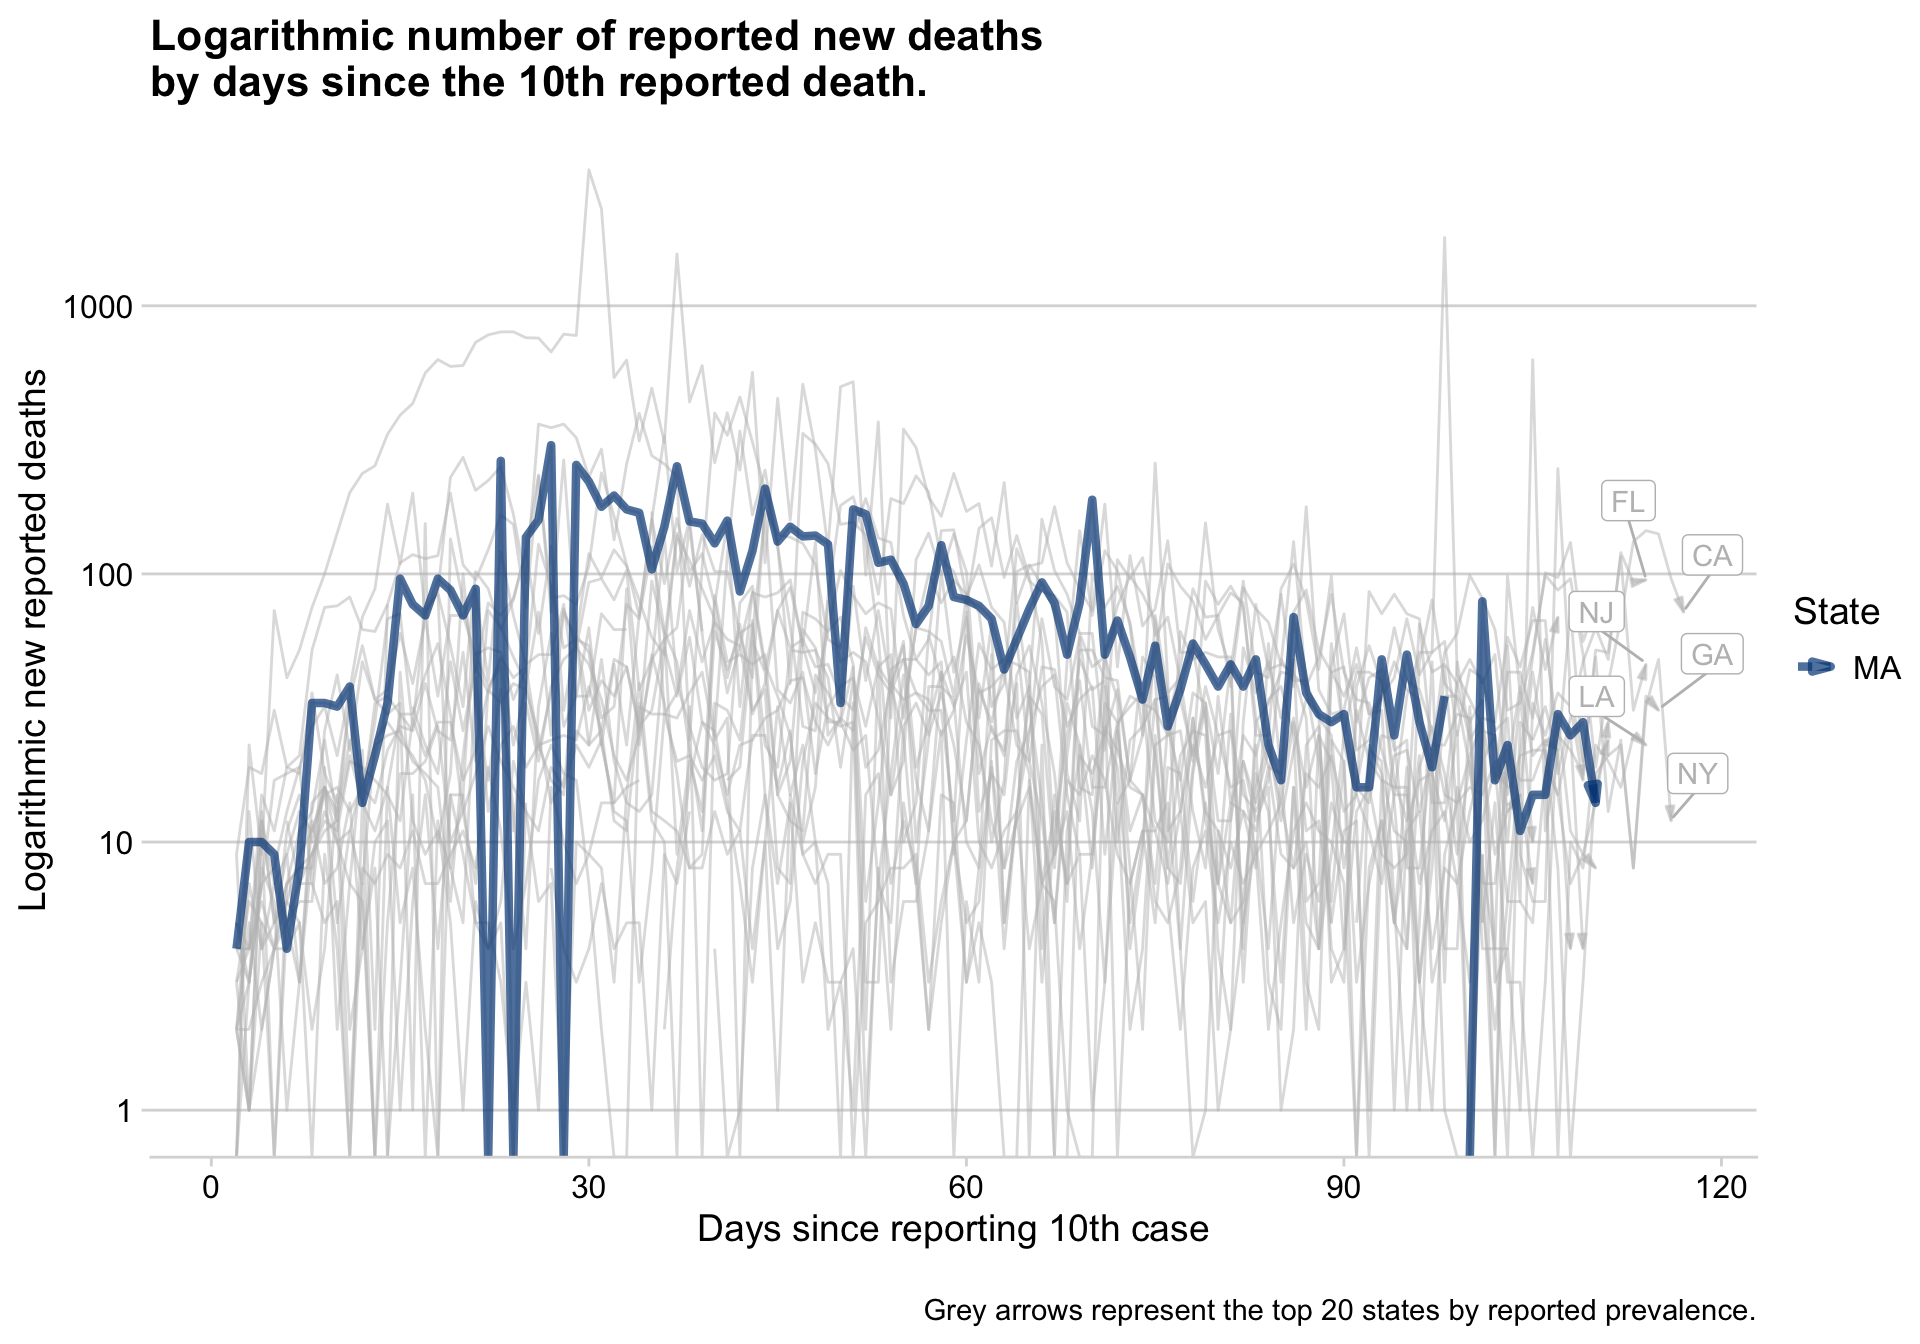 Logarithmic number of reported new deaths
by days since the 10th reported death.
Logarithmic new reported deaths
1000
100
10
1
FL
CA
NJ
GA
LA
NY
State
MA
0
30
60
90
120
Days since reporting 10th case
Grey arrows represent the top 20 states by reported prevalence.